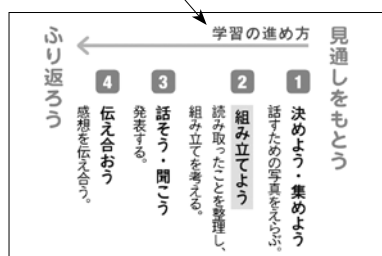 学習の進め方
見通しをもとう
1
決めよう・集めよう
話すための写真をえらぶ。
2
組み立てよう
読み取ったことを整理し、
組み立てを考える。
3
話そう・聞こう
発表する。
4
伝え合おう
感想を伝え合う。
ふり返ろう